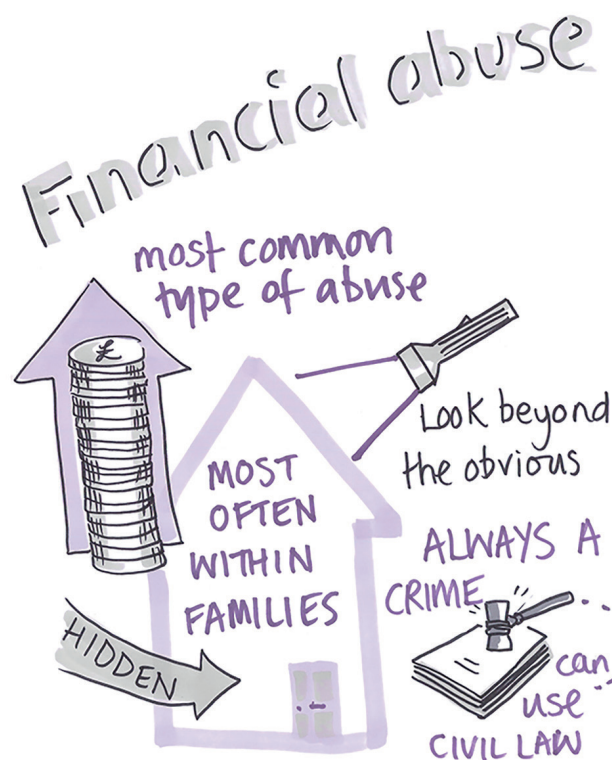 Financial abuse
most common
type of abuse
£
Look beyond
the obvious
MOST
OFTEN
WITHIN
FAMILIES
ALWAYS A
CRIME
HIDDEN
can
use
CIVIL LAW